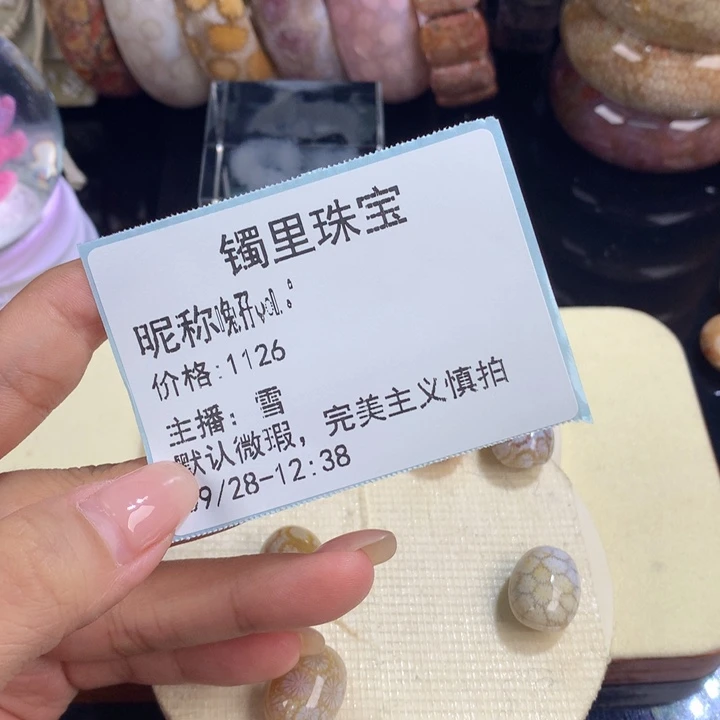 镯里珠宝
昵称
价格:1126
主播: 雪
默认微瑕, 完美主义慎拍
9/28-12:38